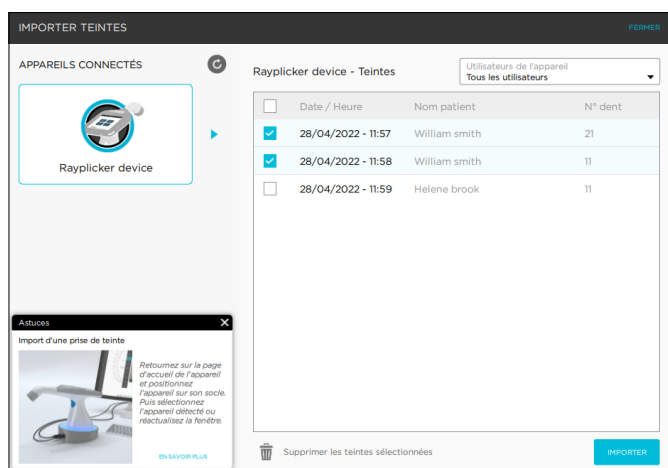 IMPORTER TEINTES
FERMER
APPAREILS CONNECTÉS
Rayplicker device
Rayplicker device - Teintes
Utilisateurs de l'appareil
Tous les utilisateurs
Date / Heure Nom patient N° dent
28/04/2022 - 11:57 William smith 21
28/04/2022 - 11:58 William smith 11
28/04/2022 - 11:59 Helene brook 11
Astuces
Import d'une prise de teinte
Retournez sur la page
d'accueil de l'appareil
et positionnez
l'appareil sur son socle.
Puis sélectionnez
l'appareil détecté ou
réactualisez la fenêtre.
EN SAVOIR PLUS
Supprimer les teintes sélectionnées
IMPORTER